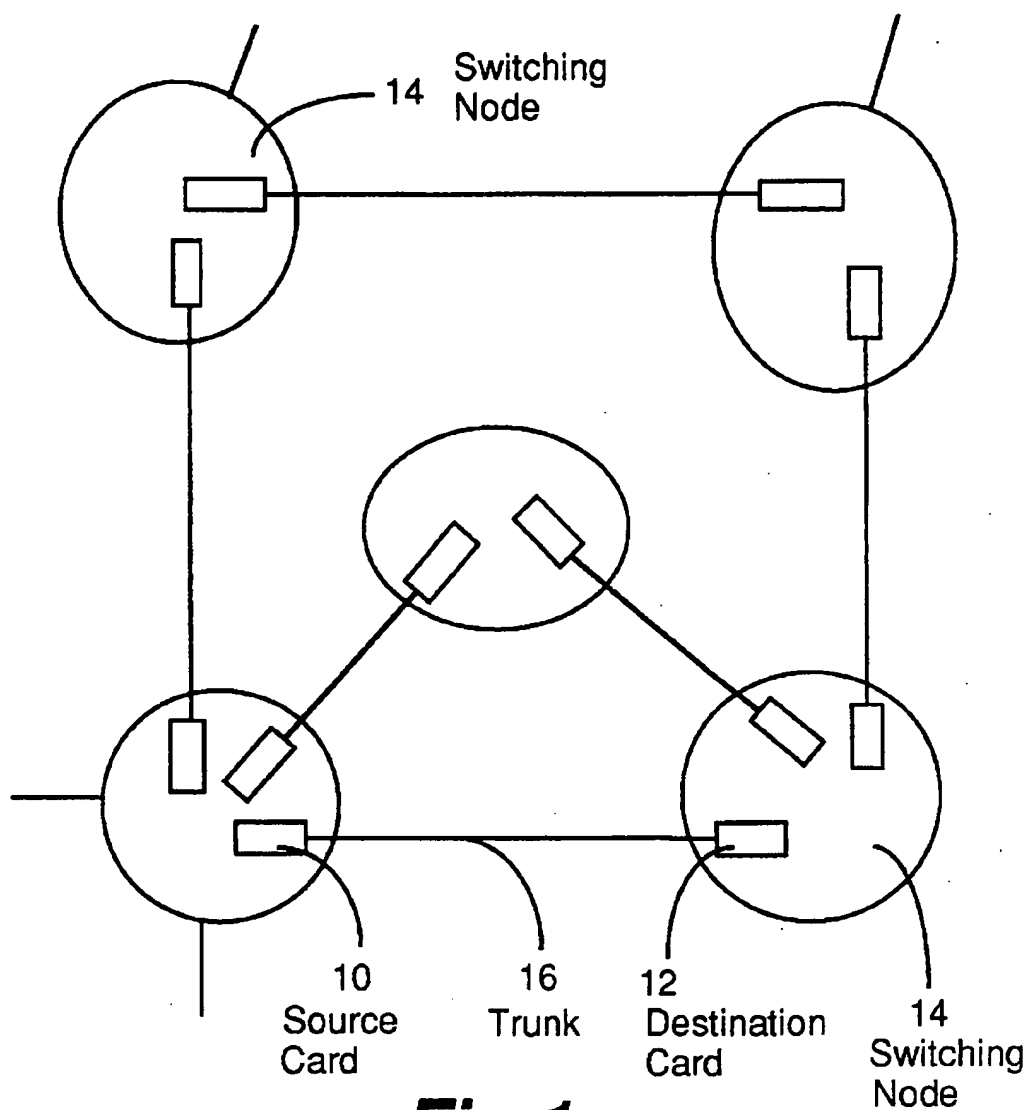 14 Switching
Node
10
Source
Card
16
Trunk
12
Destination
Card
14
Switching
Node